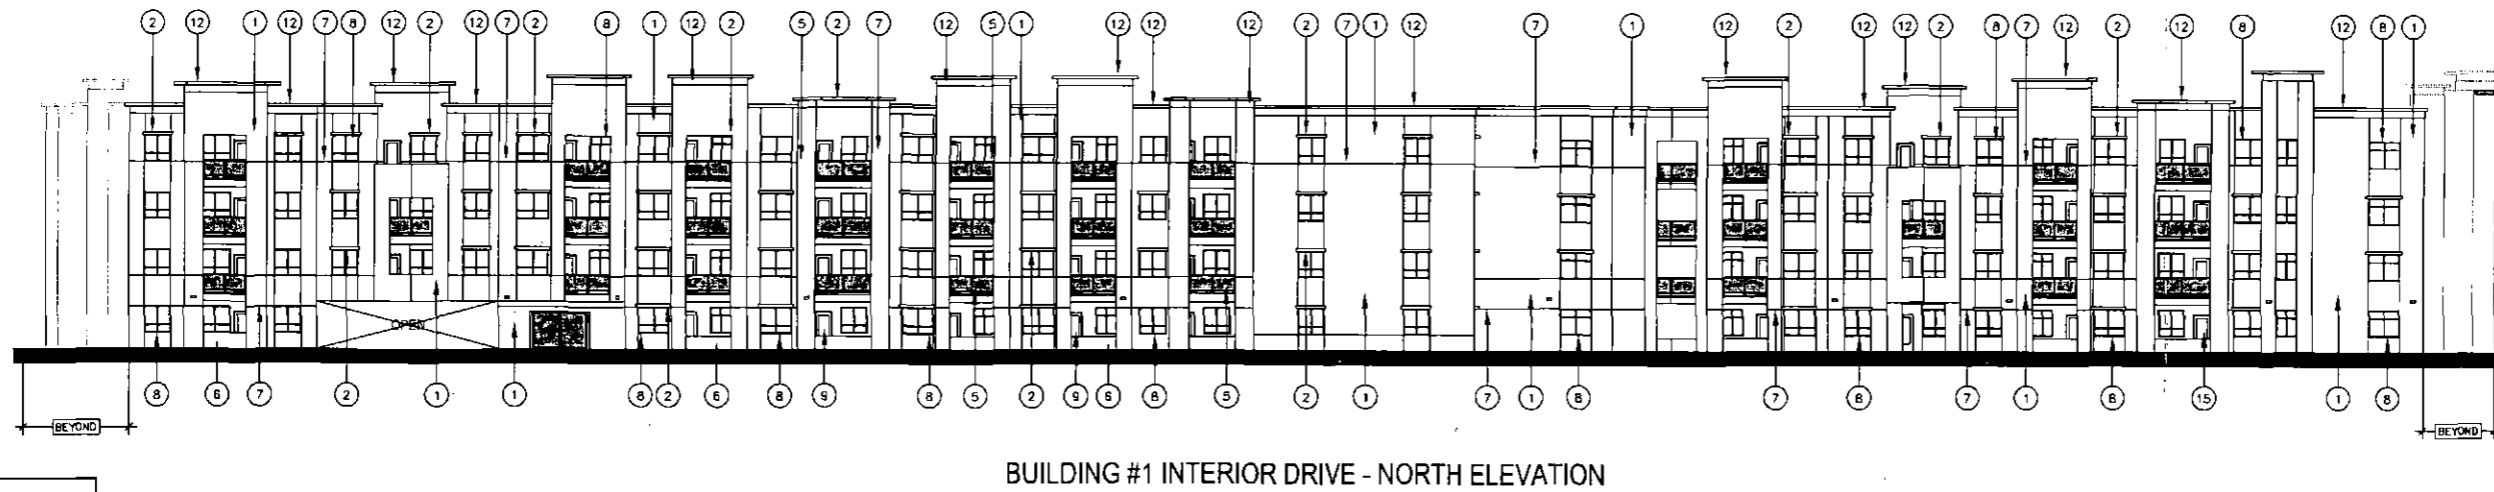 2 12 1 12 7 8 12 2 12 7 2 8 1 12 2 5 2 7 12 5 1 12 12 12 2 7 1 12 7 1 12 2 12 12 2 8 7 12 2 12 8 12 8 1
OPEN
8 6 7 2 1 1 8 2 6 8 9 8 5 2 9 6 8 5 2 1 7 1 8 7 8 7 1 8 15 1 8
BEYOND BEYOND
BUILDING #1 INTERIOR DRIVE - NORTH ELEVATION